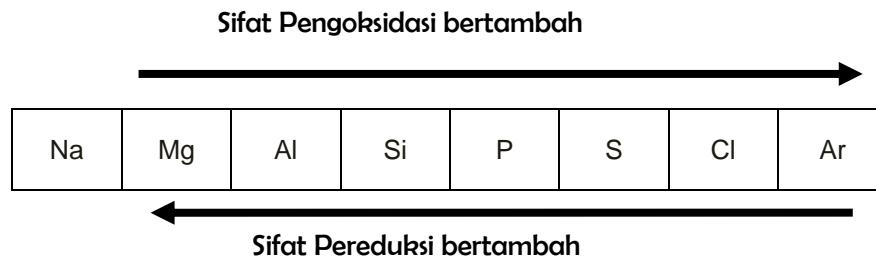 Sifat Pengoksidasi bertambah
Na Mg Al Si P S Cl Ar
Sifat Pereduksi bertambah